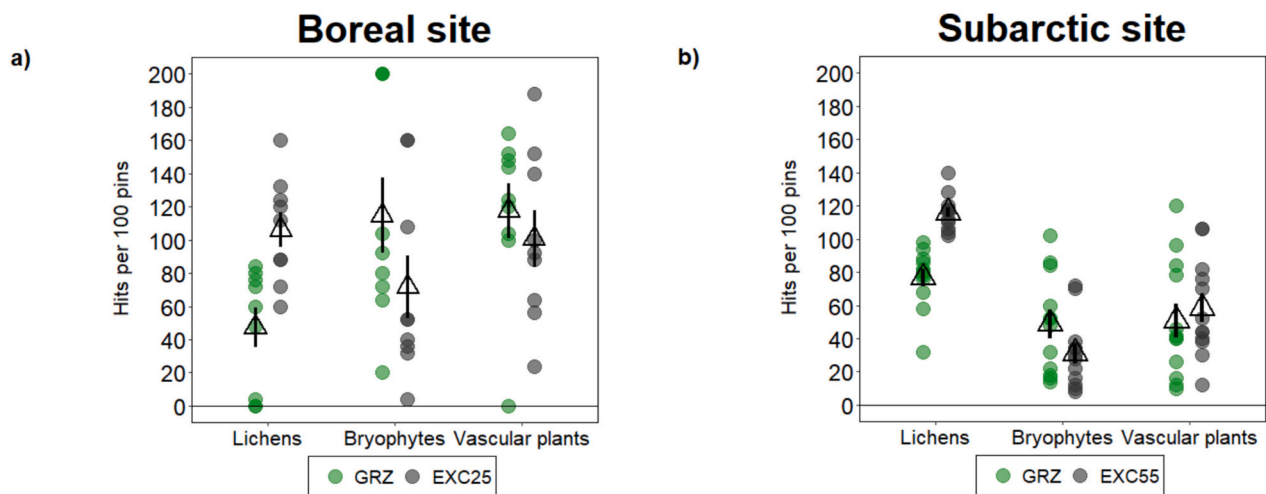 Boreal site
a)
Hits per 100 pins
200
180
160
140
120
100
80
60
40
20
0
Lichens Bryophytes Vascular plants
GRZ EXC25
Subarctic site
b)
Hits per 100 pins
200
180
160
140
120
100
80
60
40
20
0
Lichens Bryophytes Vascular plants
GRZ EXC55